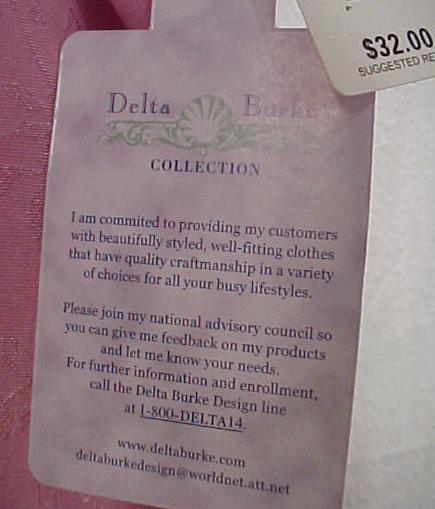 $32.00
SUGGESTED RE
Delta Burke
COLLECTION
I am commited to providing my customers
with beautifully styled, well-fitting clothes
that have quality craftmanship in a variety
of choices for all your busy lifestyles.
Please join my national advisory council so
you can give me feedback on my products
and let me know your needs.
For further information and enrollment,
call the Delta Burke Design line
at 1-800-DELTA14.
www.deltaburke.com
deltaburkedesign@worldnet.att.net